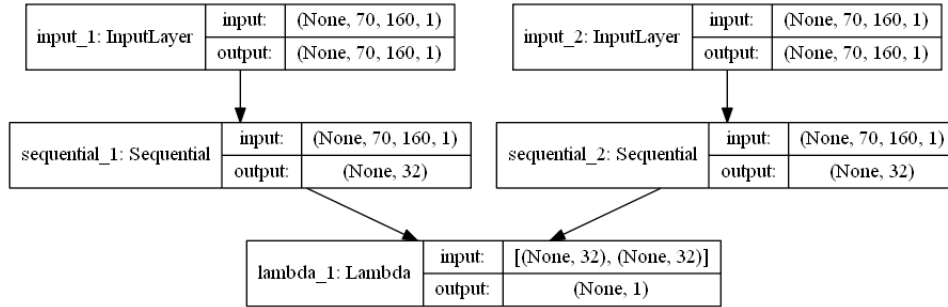 input_1: InputLayer
input: (None, 70, 160, 1)
output: (None, 70, 160, 1)
input_2: InputLayer
input: (None, 70, 160, 1)
output: (None, 70, 160, 1)
sequential_1: Sequential
input: (None, 70, 160, 1)
output: (None, 32)
sequential_2: Sequential
input: (None, 70, 160, 1)
output: (None, 32)
lambda_1: Lambda
input: [(None, 32), (None, 32)]
output: (None, 1)